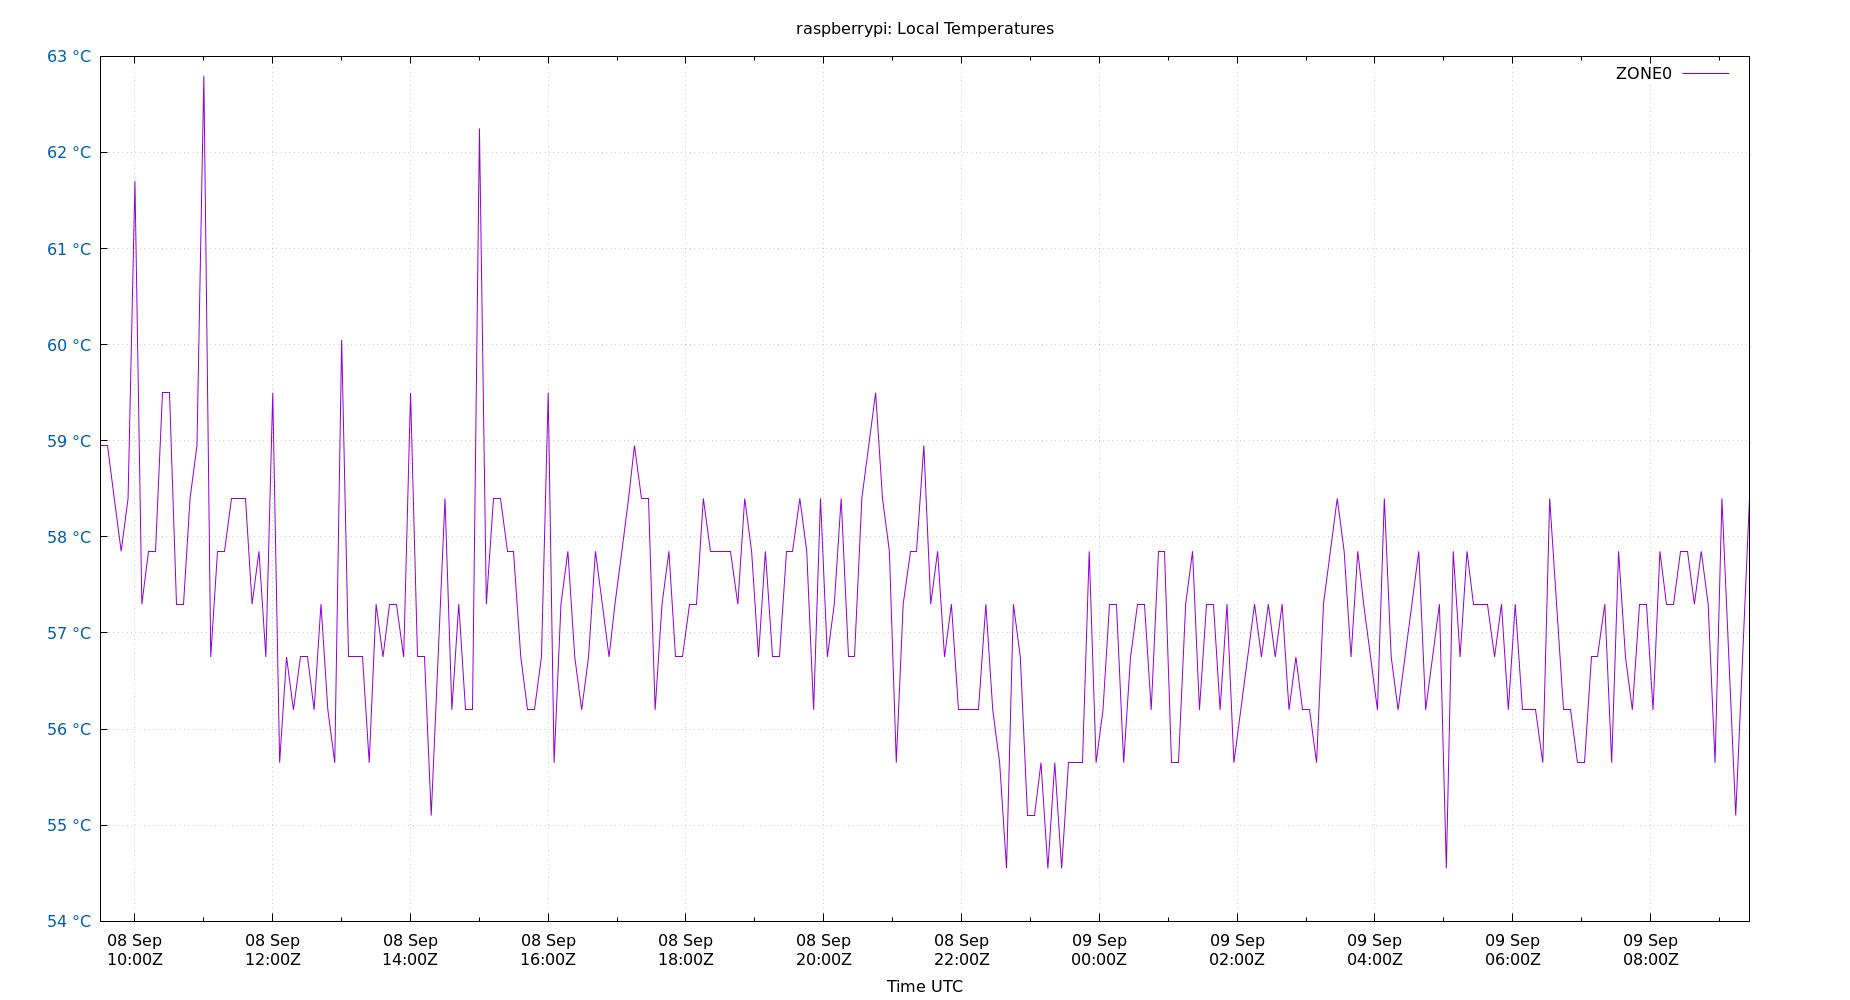 raspberrypi: Local Temperatures
63 °C
ZONE0
62 °C
61 °C
60 °C
59 °C
58 °C
57 °C
56 °C
55 °C
54 °C
08 Sep 08 Sep 08 Sep 08 Sep 08 Sep 08 Sep 08 Sep 09 Sep 09 Sep 09 Sep 09 Sep 09 Sep
10:00Z 12:00Z 14:00Z 16:00Z 18:00Z 20:00Z 22:00Z 00:00Z 02:00Z 04:00Z 06:00Z 08:00Z
Time UTC